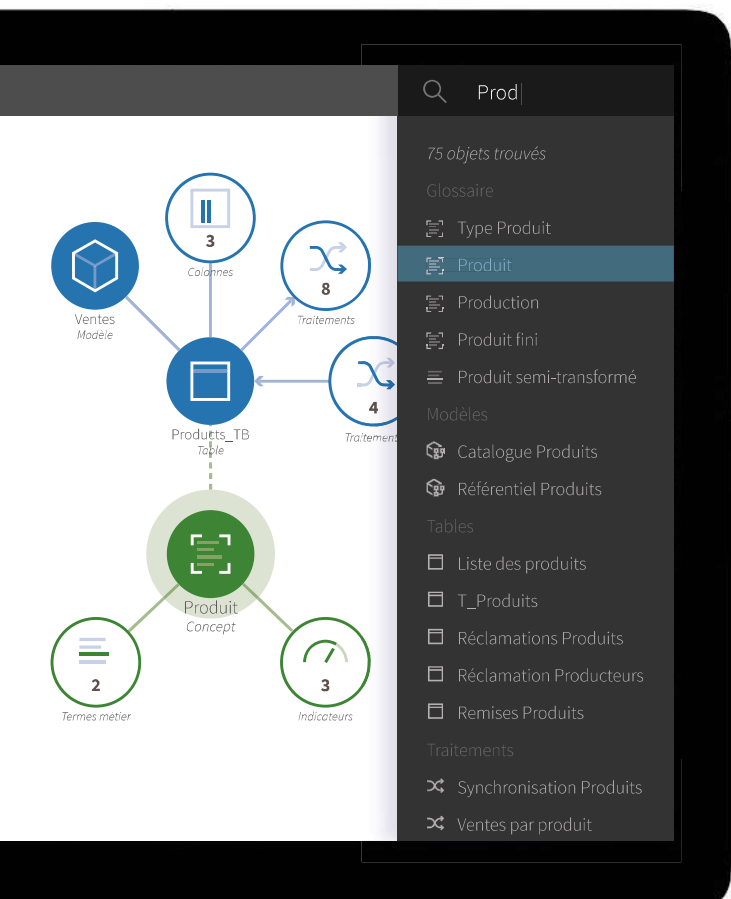 Prod
75 objets trouvés
Glossaire
Type Produit
Produit
Production
Produit fini
Produit semi-transformé
Modèles
Catalogue Produits
Référentiel Produits
Tables
Liste des produits
T_Produits
Réclamations Produits
Réclamation Producteurs
Remises Produits
Traitements
Synchronisation Produits
Ventes par produit
3
Colonnes
Ventes
Modèle
8
Traitements
Products_TB
Table
4
Traitement
Produit
Concept
2
Termes métier
3
Indicateurs